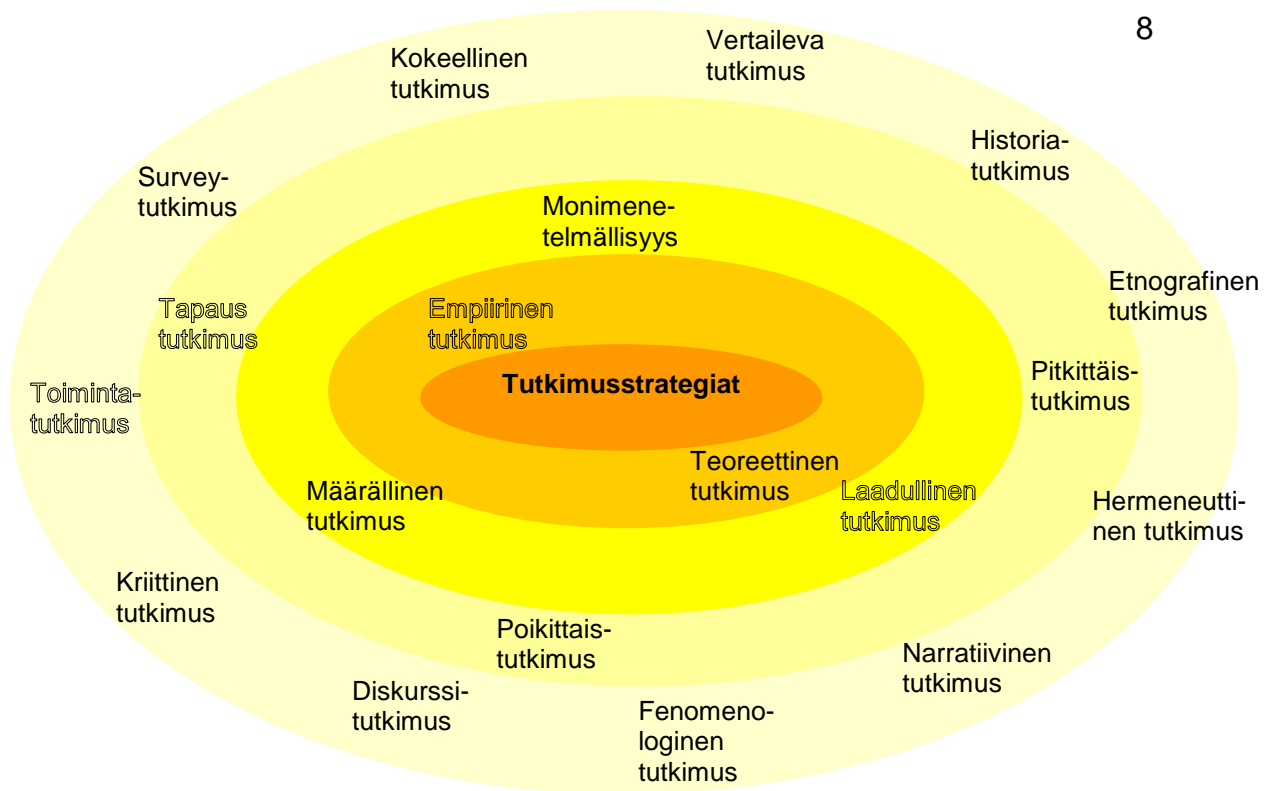 8
Kokeellinen
tutkimus
Vertaileva
tutkimus
Historia-
tutkimus
Survey-
tutkimus
Monimene-
telmällisyys
Etnografinen
tutkimus
Tapaus
tutkimus
Empiirinen
tutkimus
Tutkimusstrategiat
Pitkittäis-
tutkimus
Toiminta-
tutkimus
Teoreettinen
tutkimus
Määrällinen
tutkimus
Laadullinen
tutkimus
Hermeneutti-
nen tutkimus
Kriittinen
tutkimus
Poikittais-
tutkimus
Narratiivinen
tutkimus
Diskurssi-
tutkimus
Fenomeno-
loginen
tutkimus